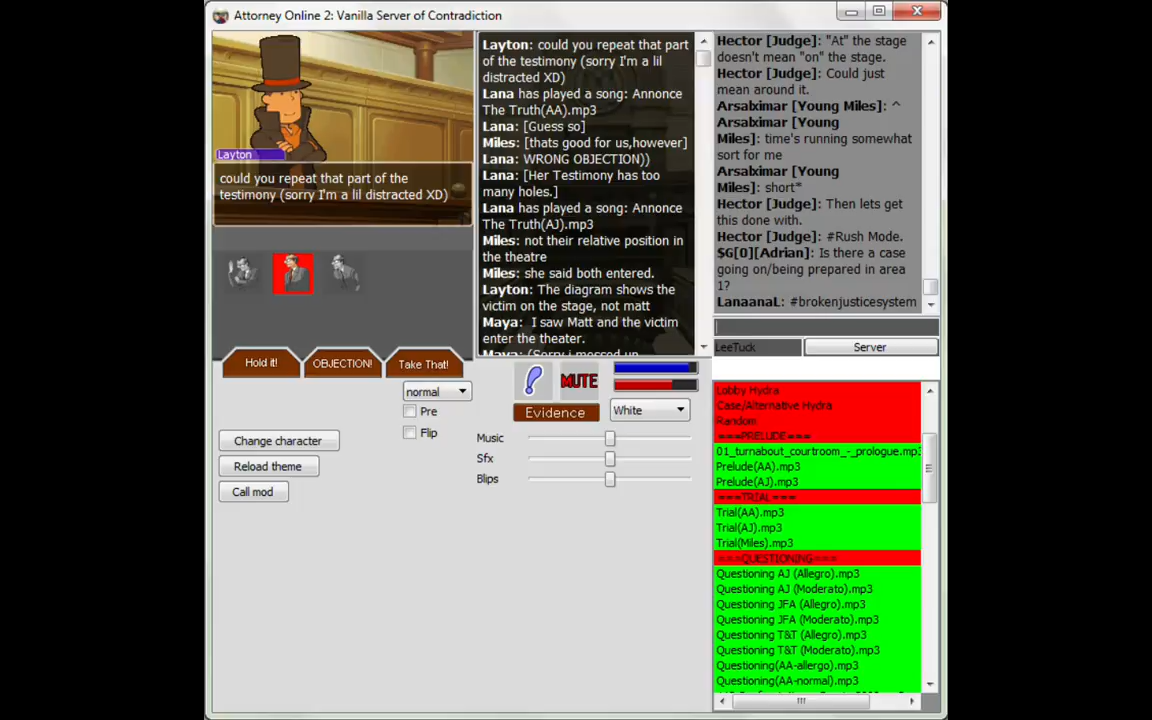 Attorney Online 2: Vanilla Server of Contradiction
Layton
could you repeat that part of the
testimony (sorry I'm a lil distracted XD)
Hold it!
OBJECTION!
Take That!
normal
Pre
Flip
Change character
Reload theme
Call mod
Layton: could you repeat that part
of the testimony (sorry I'm a lil
distracted XD)
Lana has played a song: Annonce
The Truth(AA).mp3
Lana: [Guess so]
Miles: [thats good for us,however]
Lana: WRONG OBJECTION))
Lana: [Her Testimony has too
many holes.]
Lana has played a song: Annonce
The Truth(AJ).mp3
Miles: not their relative position in
the theatre
Miles: she said both entered.
Layton: The diagram shows the
victim on the stage, not matt
Maya:  I saw Matt and the victim
enter the theater.
Maya: (Sorry i messed up
MUTE
Evidence
White
Music
Sfx
Blips
Hector [Judge]: "At" the stage
doesn't mean "on" the stage.
Hector [Judge]: Could just
mean around it.
Arsalximar [Young Miles]: ^
Arsalximar [Young
Miles]: time's running somewhat
sort for me
Arsalximar [Young
Miles]: short*
Hector [Judge]: Then lets get
this done with.
Hector [Judge]: #Rush Mode.
$G[0][Adrian]: Is there a case
going on/being prepared in area
1?
LanaanaL: #brokenjusticesystem
LeeTuck
Server
Lobby Hydra
Case/Alternative Hydra
Random
===PRELUDE===
01_turnabout_courtroom_-_prologue.mp3
Prelude(AA).mp3
Prelude(AJ).mp3
===TRIAL===
Trial(AA).mp3
Trial(AJ).mp3
Trial(Miles).mp3
===QUESTIONING===
Questioning AJ (Allegro).mp3
Questioning AJ (Moderato).mp3
Questioning JFA (Allegro).mp3
Questioning JFA (Moderato).mp3
Questioning T&T (Allegro).mp3
Questioning T&T (Moderato).mp3
Questioning(AA-allergo).mp3
Questioning(AA-normal).mp3